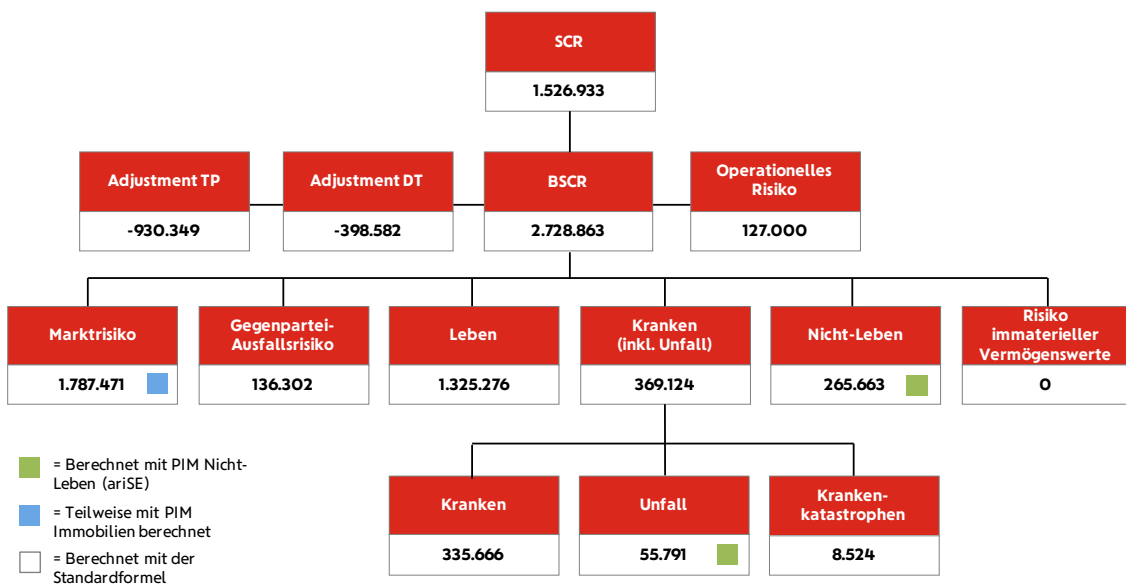 SCR
1.526.933
Adjustment TP
-930.349
Adjustment DT
-398.582
BSCR
2.728.863
Operationelles
Risiko
127.000
Marktrisiko
1.787.471
Gegenpartei-
Ausfallsrisiko
136.302
Leben
1.325.276
Kranken
(inkl. Unfall)
369.124
Nicht-Leben
265.663
Risiko
immaterieller
Vermögenswerte
0
= Berechnet mit PIM Nicht-
Leben (ariSE)
= Teilweise mit PIM
Immobilien berechnet
= Berechnet mit der
Standardformel
Kranken
335.666
Unfall
55.791
Kranken-
katastrophen
8.524